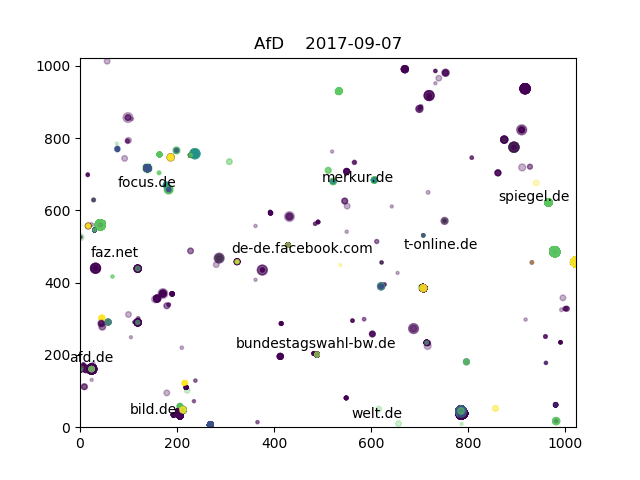 AfD    2017-09-07
1000
800
600
400
200
0
0 200 400 600 800 1000
focus.de
merkur.de
spiegel.de
faz.net
de-de.facebook.com
t-online.de
bundestagswahl-bw.de
afd.de
bild.de
welt.de